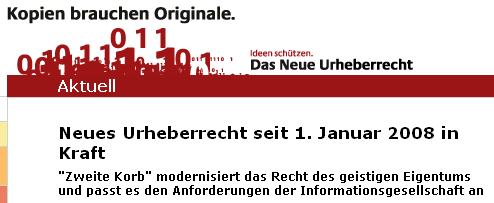 Kopien brauchen Originale.
0 1 1
Ideen schützen.
Das Neue Urheberrecht
Aktuell
Neues Urheberrecht seit 1. Januar 2008 in
Kraft
"Zweite Korb" modernisiert das Recht des geistigen Eigentums
und passt es den Anforderungen der Informationsgesellschaft an